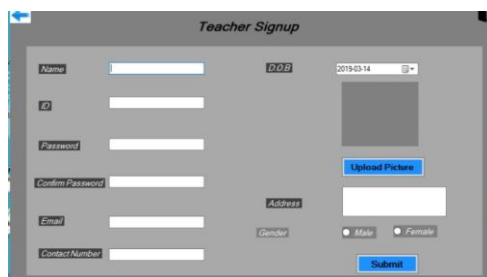 Teacher Signup
Name
ID
Password
Confirm Password
Email
Contact Number
D.O.B
2019-03-14
Upload Picture
Address
Gender
Male
Female
Submit